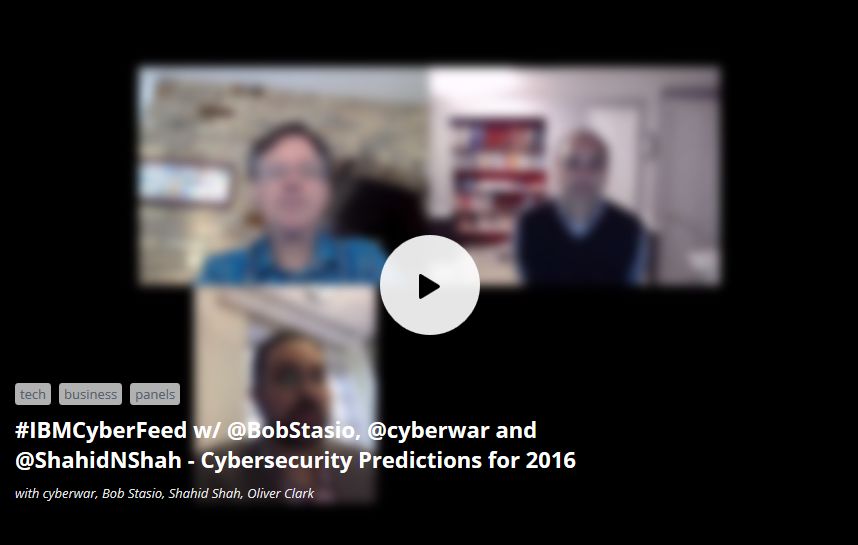 tech business panels
#IBMCyberFeed w/ @BobStasio, @cyberwar and
@ShahidNShah - Cybersecurity Predictions for 2016
with cyberwar, Bob Stasio, Shahid Shah, Oliver Clark